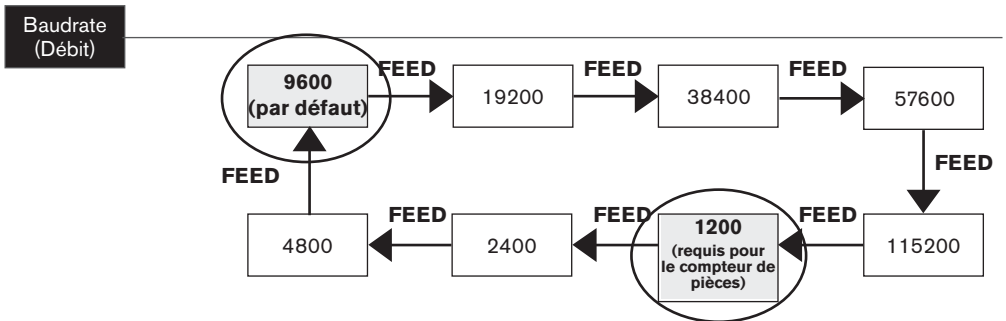 Baudrate
(Débit)
9600
(par défaut)
FEED
19200
FEED
38400
FEED
57600
FEED
115200
FEED
1200
(requis pour
le compteur de
pièces)
FEED
2400
FEED
4800
FEED